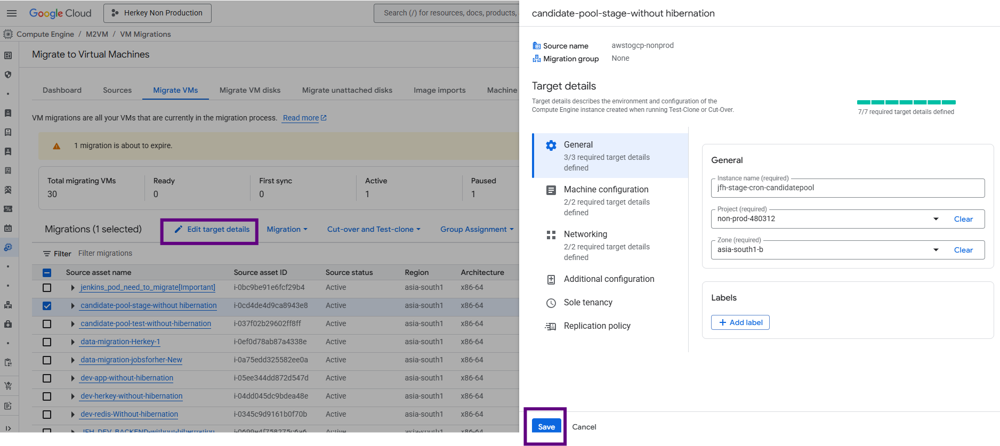 Google Cloud
Herkey Non Production
Search (/) for resources, docs, products,
Compute Engine / M2VM / VM Migrations
Migrate to Virtual Machines
Dashboard Sources Migrate VMs Migrate VM disks Migrate unattached disks Image imports Machine
VM migrations are all your VMs that are currently in the migration process. Read more
1 migration is about to expire.
Total migrating VMs Ready First sync Active Paused
30 0 0 1 1
Migrations (1 selected) Edit target details Migration Cut-over and Test-clone Group Assignment
Filter Filter migrations
Source asset name Source asset ID Source status Region Architecture
jenkins_pod_need_to_migrate[Important] i-0bc9be91e6fcf29b4 Active asia-south1 x86-64
candidate-pool-stage-without hibernation i-0cd4de4d9ca8943e8 Active asia-south1 x86-64
candidate-pool-test-without-hibernation i-037f02b29602ff8ff Active asia-south1 x86-64
data-migration-Herkey-1 i-0ef0d78ab87a4338e Active asia-south1 x86-64
data-migration-jobsforher-New i-0a75edd325582ee0a Active asia-south1 x86-64
dev-app-without-hibernation i-05ee344dd872d547d Active asia-south1 x86-64
dev-herkey-without-hibernation i-04dd045dc9bdea48e Active asia-south1 x86-64
dev-redis-Without-hibernation i-0345c9d9161b0f70b Active asia-south1 x86-64
JFH_DEV_BACKEND-without-hibernation i-0699e4f758275c6a6 Active asia-south1 x86-64
candidate-pool-stage-without hibernation
Source name awstogcp-nonprod
Migration group None
Target details
Target details describes the environment and configuration of the
Compute Engine instance created when running Test-Clone or Cut-Over.
7/7 required target details defined
General
3/3 required target details
defined
Machine configuration
2/2 required target details
defined
Networking
2/2 required target details
defined
Additional configuration
Sole tenancy
Replication policy
General
Instance name (required)
jfh-stage-cron-candidatepool
Project (required)
non-prod-480312 Clear
Zone (required)
asia-south1-b Clear
Labels
Add label
Save Cancel